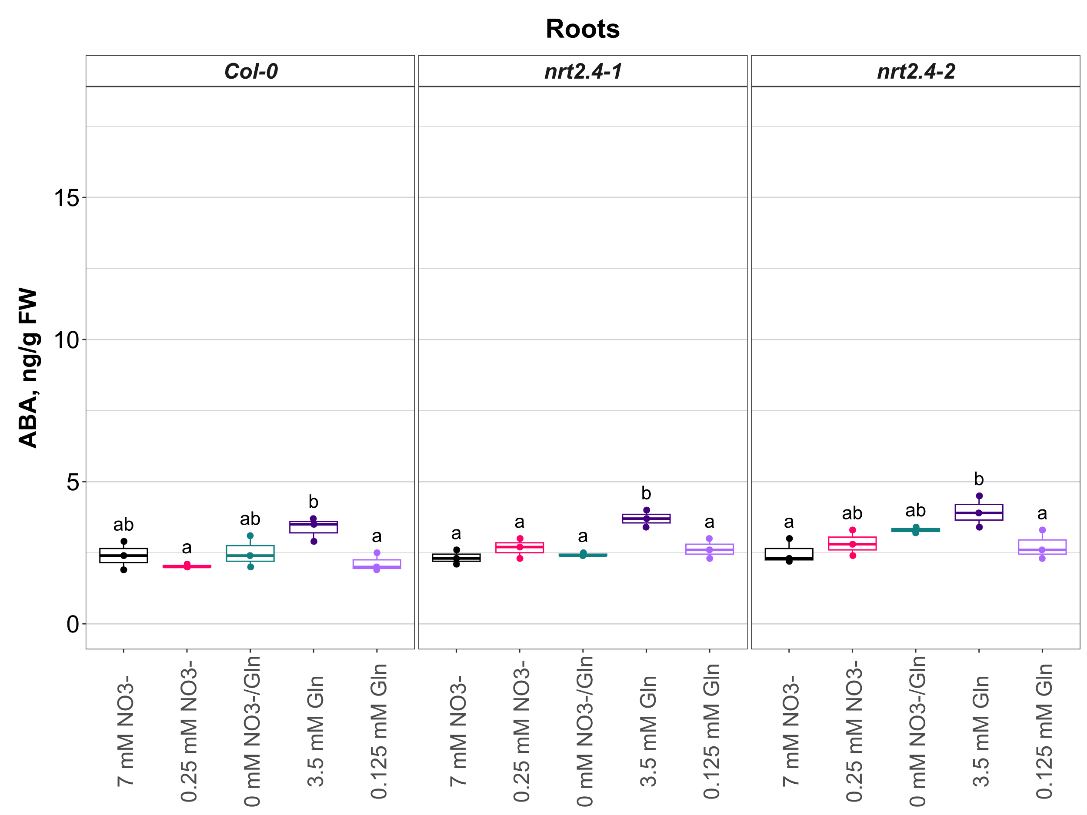 Roots
Col-0 nrt2.4-1 nrt2.4-2
ABA, ng/g FW
15
10
5
0
ab a ab b a
a a a b a
a ab ab b a
7 mM NO3-
0.25 mM NO3-
0 mM NO3-/Gln
3.5 mM Gln
0.125 mM Gln
7 mM NO3-
0.25 mM NO3-
0 mM NO3-/Gln
3.5 mM Gln
0.125 mM Gln
7 mM NO3-
0.25 mM NO3-
0 mM NO3-/Gln
3.5 mM Gln
0.125 mM Gln